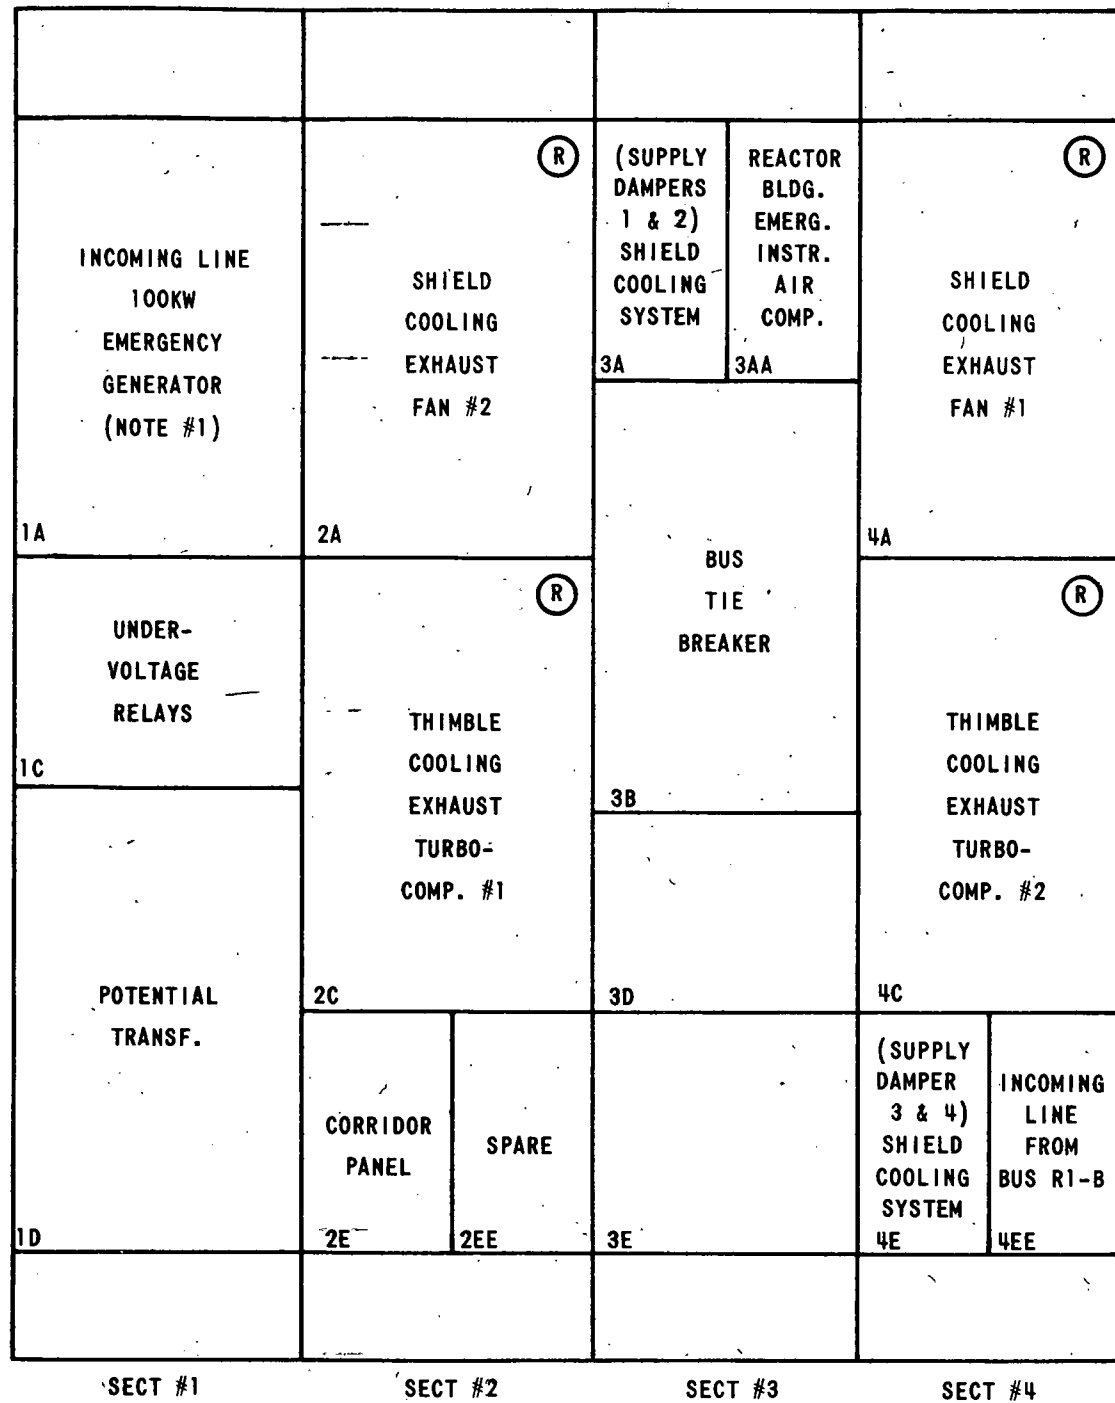 INCOMING LINE
100KW
EMERGENCY
GENERATOR
(NOTE #1)
1A
UNDER-
VOLTAGE
RELAYS
1C
POTENTIAL
TRANSF.
1D
SECT #1
R
SHIELD
COOLING
EXHAUST
FAN #2
2A
R
THIMBLE
COOLING
EXHAUST
TURBO-
COMP. #1
2C
CORRIDOR
PANEL
2E
SPARE
2EE
SECT #2
(SUPPLY
DAMPERS
1 & 2)
SHIELD
COOLING
SYSTEM
3A
REACTOR
BLDG.
EMERG.
INSTR.
AIR
COMP.
3AA
BUS
TIE
BREAKER
3B
3D
3E
SECT #3
R
SHIELD
COOLING
EXHAUST
FAN #1
4A
R
THIMBLE
COOLING
EXHAUST
TURBO-
COMP. #2
4C
(SUPPLY
DAMPER
3 & 4)
SHIELD
COOLING
SYSTEM
4E
INCOMING
LINE
FROM
BUS R1-B
4EE
SECT #4